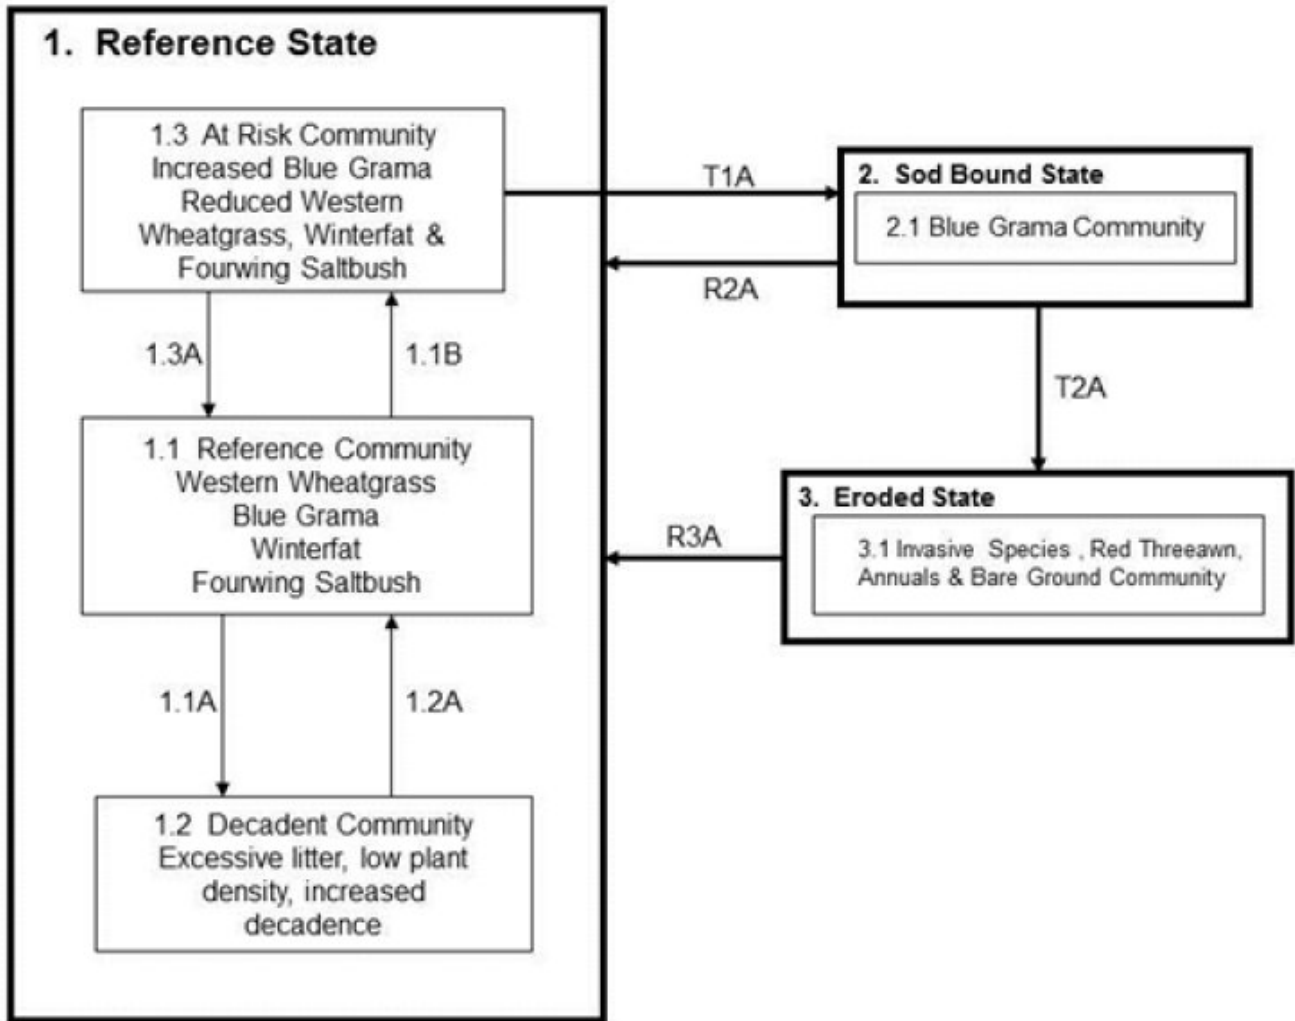 1. Reference State
1.3 At Risk Community
Increased Blue Grama
Reduced Western
Wheatgrass, Winterfat &
Fourwing Saltbush
T1A
2. Sod Bound State
2.1 Blue Grama Community
R2A
1.3A
1.1B
T2A
1.1 Reference Community
Western Wheatgrass
Blue Grama
Winterfat
Fourwing Saltbush
R3A
3. Eroded State
3.1 Invasive Species , Red Threeawn,
Annuals & Bare Ground Community
1.1A
1.2A
1.2 Decadent Community
Excessive litter, low plant
density, increased
decadence